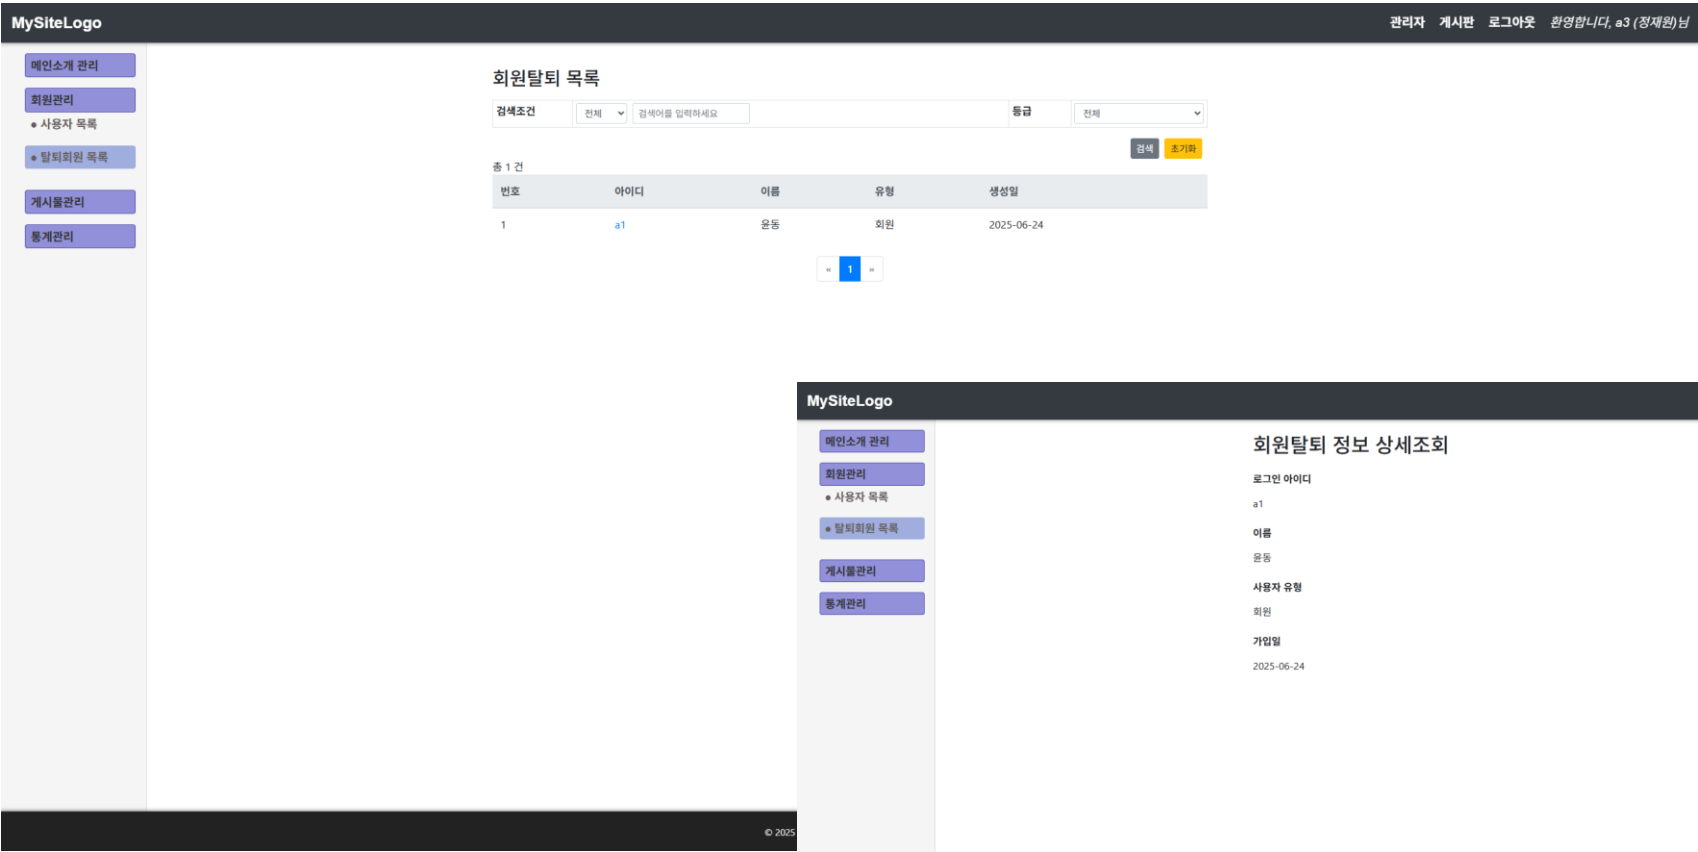 MySiteLogo
관리자 게시판 로그아웃 환영합니다, a3 (정재원)님
메인소개 관리
회원관리
● 사용자 목록
● 탈퇴회원 목록
게시물관리
통계관리
회원탈퇴 목록
검색조건 전체 검색어를 입력하세요 등급 전체
검색 초기화
총 1 건
번호 아이디 이름 유형 생성일
1 a1 윤동 회원 2025-06-24
« 1 »
© 2025
MySiteLogo
메인소개 관리
회원관리
● 사용자 목록
● 탈퇴회원 목록
게시물관리
통계관리
회원탈퇴 정보 상세조회
로그인 아이디
a1
이름
윤동
사용자 유형
회원
가입일
2025-06-24